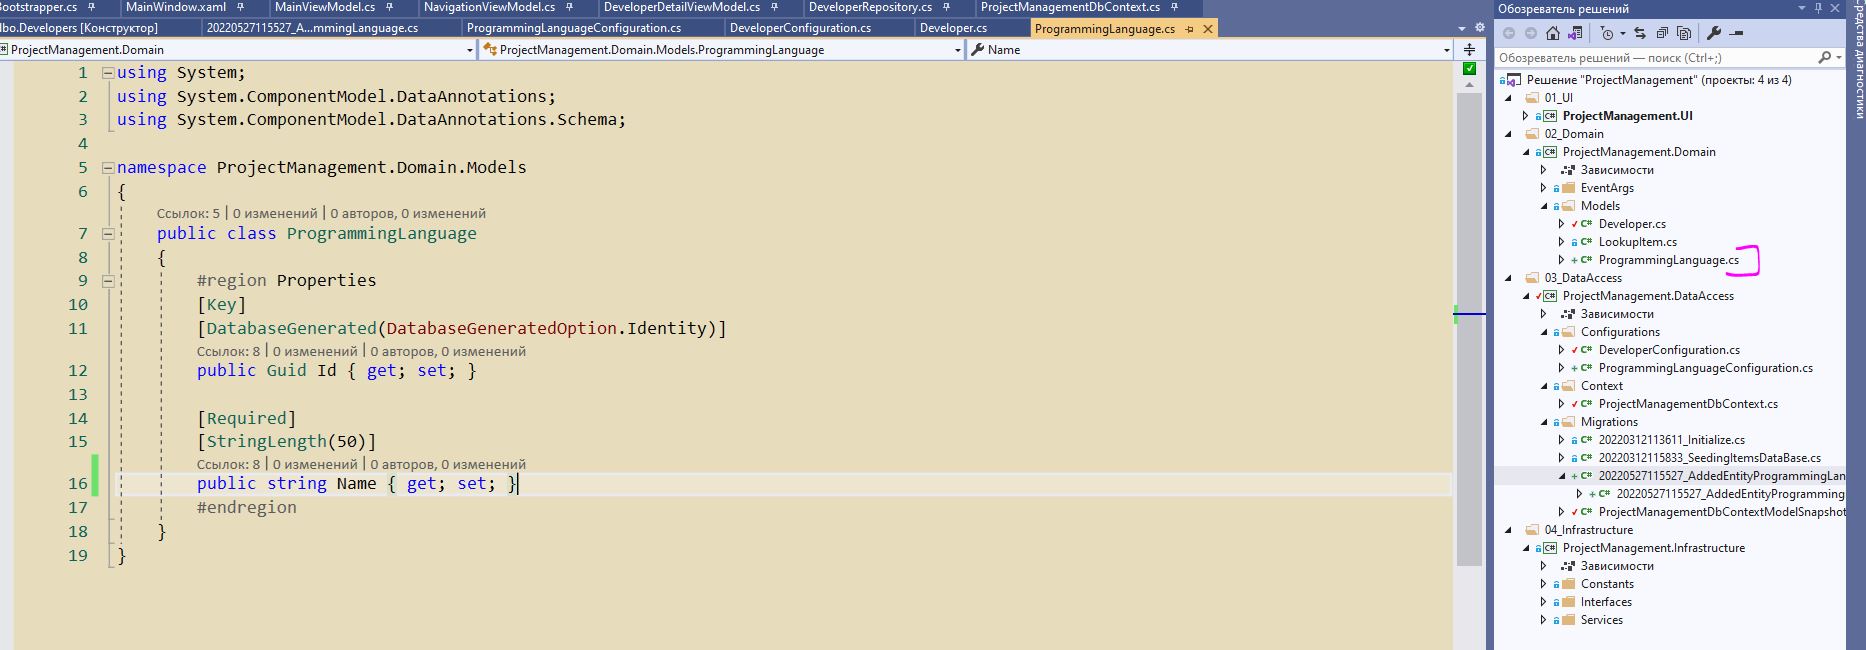 Bootstrapper.cs MainWindow.xaml MainViewModel.cs NavigationViewModel.cs DeveloperDetailViewModel.cs DeveloperRepository.cs ProjectManagementDbContext.cs
dbo.Developers [Конструктор] 20220527115527_A...mmingLanguage.cs ProgrammingLanguageConfiguration.cs DeveloperConfiguration.cs Developer.cs ProgrammingLanguage.cs
ProjectManagement.Domain ProjectManagement.Domain.Models.ProgrammingLanguage Name
1 using System;
2 using System.ComponentModel.DataAnnotations;
3 using System.ComponentModel.DataAnnotations.Schema;
4
5 namespace ProjectManagement.Domain.Models
6 {
Ссылок: 5 | 0 изменений | 0 авторов, 0 изменений
7 public class ProgrammingLanguage
8 {
9 #region Properties
10 [Key]
11 [DatabaseGenerated(DatabaseGeneratedOption.Identity)]
Ссылок: 8 | 0 изменений | 0 авторов, 0 изменений
12 public Guid Id { get; set; }
13
14 [Required]
15 [StringLength(50)]
Ссылок: 8 | 0 изменений | 0 авторов, 0 изменений
16 public string Name { get; set; }
17 #endregion
18 }
19 }
Обозреватель решений
Обозреватель решений — поиск (Ctrl+;)
Решение "ProjectManagement" (проекты: 4 из 4)
01_UI
ProjectManagement.UI
02_Domain
ProjectManagement.Domain
Зависимости
EventArgs
Models
Developer.cs
LookupItem.cs
ProgrammingLanguage.cs
03_DataAccess
ProjectManagement.DataAccess
Зависимости
Configurations
DeveloperConfiguration.cs
ProgrammingLanguageConfiguration.cs
Context
ProjectManagementDbContext.cs
Migrations
20220312113611_Initialize.cs
20220312115833_SeedingItemsDataBase.cs
20220527115527_AddedEntityProgrammingLan
20220527115527_AddedEntityProgramming
ProjectManagementDbContextModelSnapshot
04_Infrastructure
ProjectManagement.Infrastructure
Зависимости
Constants
Interfaces
Services
Средства диагностики